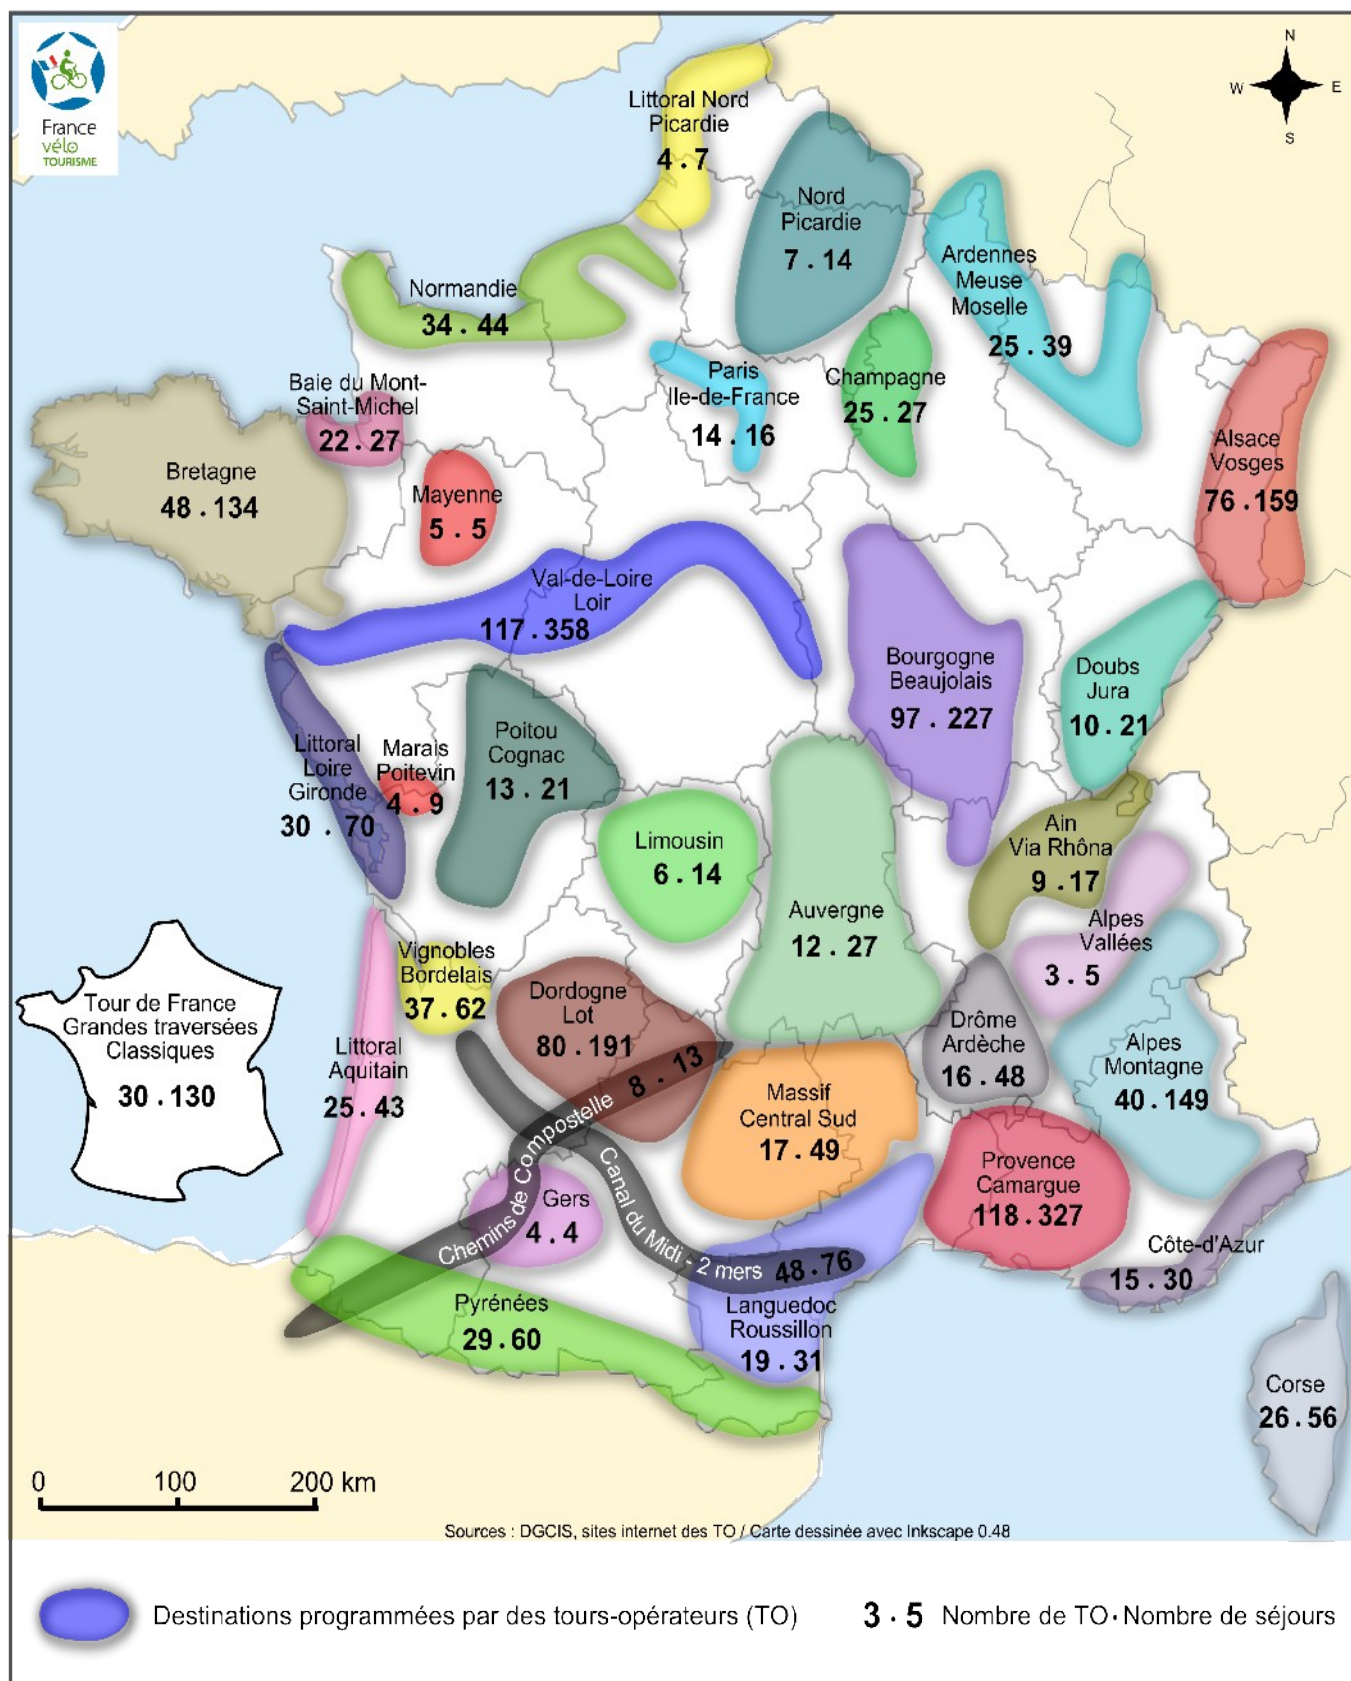 France
vélo
TOURISME
N
W
E
S
Littoral Nord
Picardie
4 . 7
Nord
Picardie
7 . 14
Ardennes
Meuse
Moselle
25 . 39
Normandie
34 . 44
Paris
Ile-de-France
14 . 16
Champagne
25 . 27
Baie du Mont-
Saint-Michel
22 . 27
Alsace
Vosges
76 . 159
Bretagne
48 . 134
Mayenne
5 . 5
Val-de-Loire
Loir
117 . 358
Bourgogne
Beaujolais
97 . 227
Doubs
Jura
10 . 21
Littoral
Loire
Gironde
30 . 70
Marais
Poitevin
4 . 9
Poitou
Cognac
13 . 21
Limousin
6 . 14
Ain
Via Rhôna
9 . 17
Auvergne
12 . 27
Alpes
Vallées
3 . 5
Vignobles
Bordelais
37 . 62
Dordogne
Lot
80 . 191
Tour de France
Grandes traversées
Classiques
30 . 130
Littoral
Aquitain
25 . 43
Drôme
Ardèche
16 . 48
Alpes
Montagne
40 . 149
Massif
Central Sud
17 . 49
Chemins de Compostelle 8 . 13
Canal du Midi - 2 mers 48 . 76
Provence
Camargue
118 . 327
Gers
4 . 4
Côte-d'Azur
15 . 30
Pyrénées
29 . 60
Languedoc
Roussillon
19 . 31
Corse
26 . 56
0 100 200 km
Sources : DGCIS, sites internet des TO / Carte dessinée avec Inkscape 0.48
Destinations programmées par des tours-opérateurs (TO)
3 . 5 Nombre de TO . Nombre de séjours